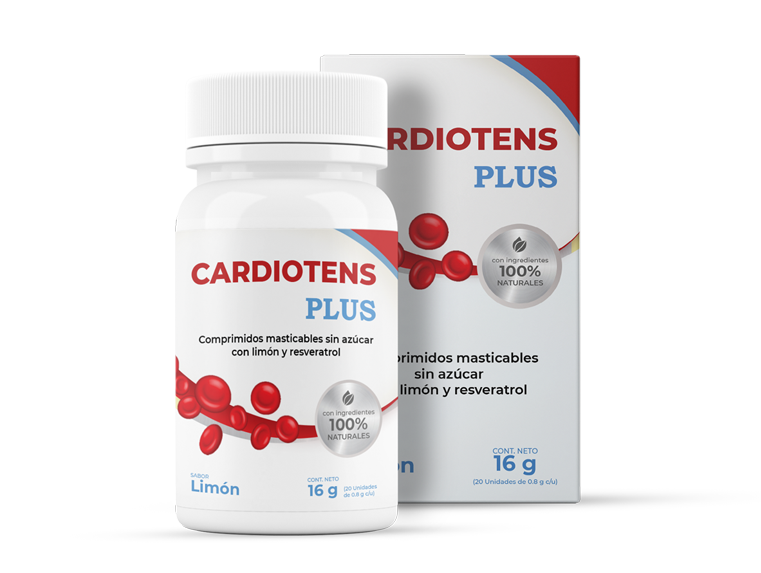 CARDIOTENS
PLUS
Comprimidos masticables sin azúcar
con limón y resveratrol
con ingredientes
100%
NATURALES
SABOR
Limón
CONT. NETO
16 g (20 Unidades
de 0.8 g c/u)
RDIOTENS
PLUS
con ingredientes
100%
NATURALES
primidos masticables
sin azúcar
limón y resveratrol
ón
CONT. NETO
16 g
(20 Unidades de 0.8 g c/u)